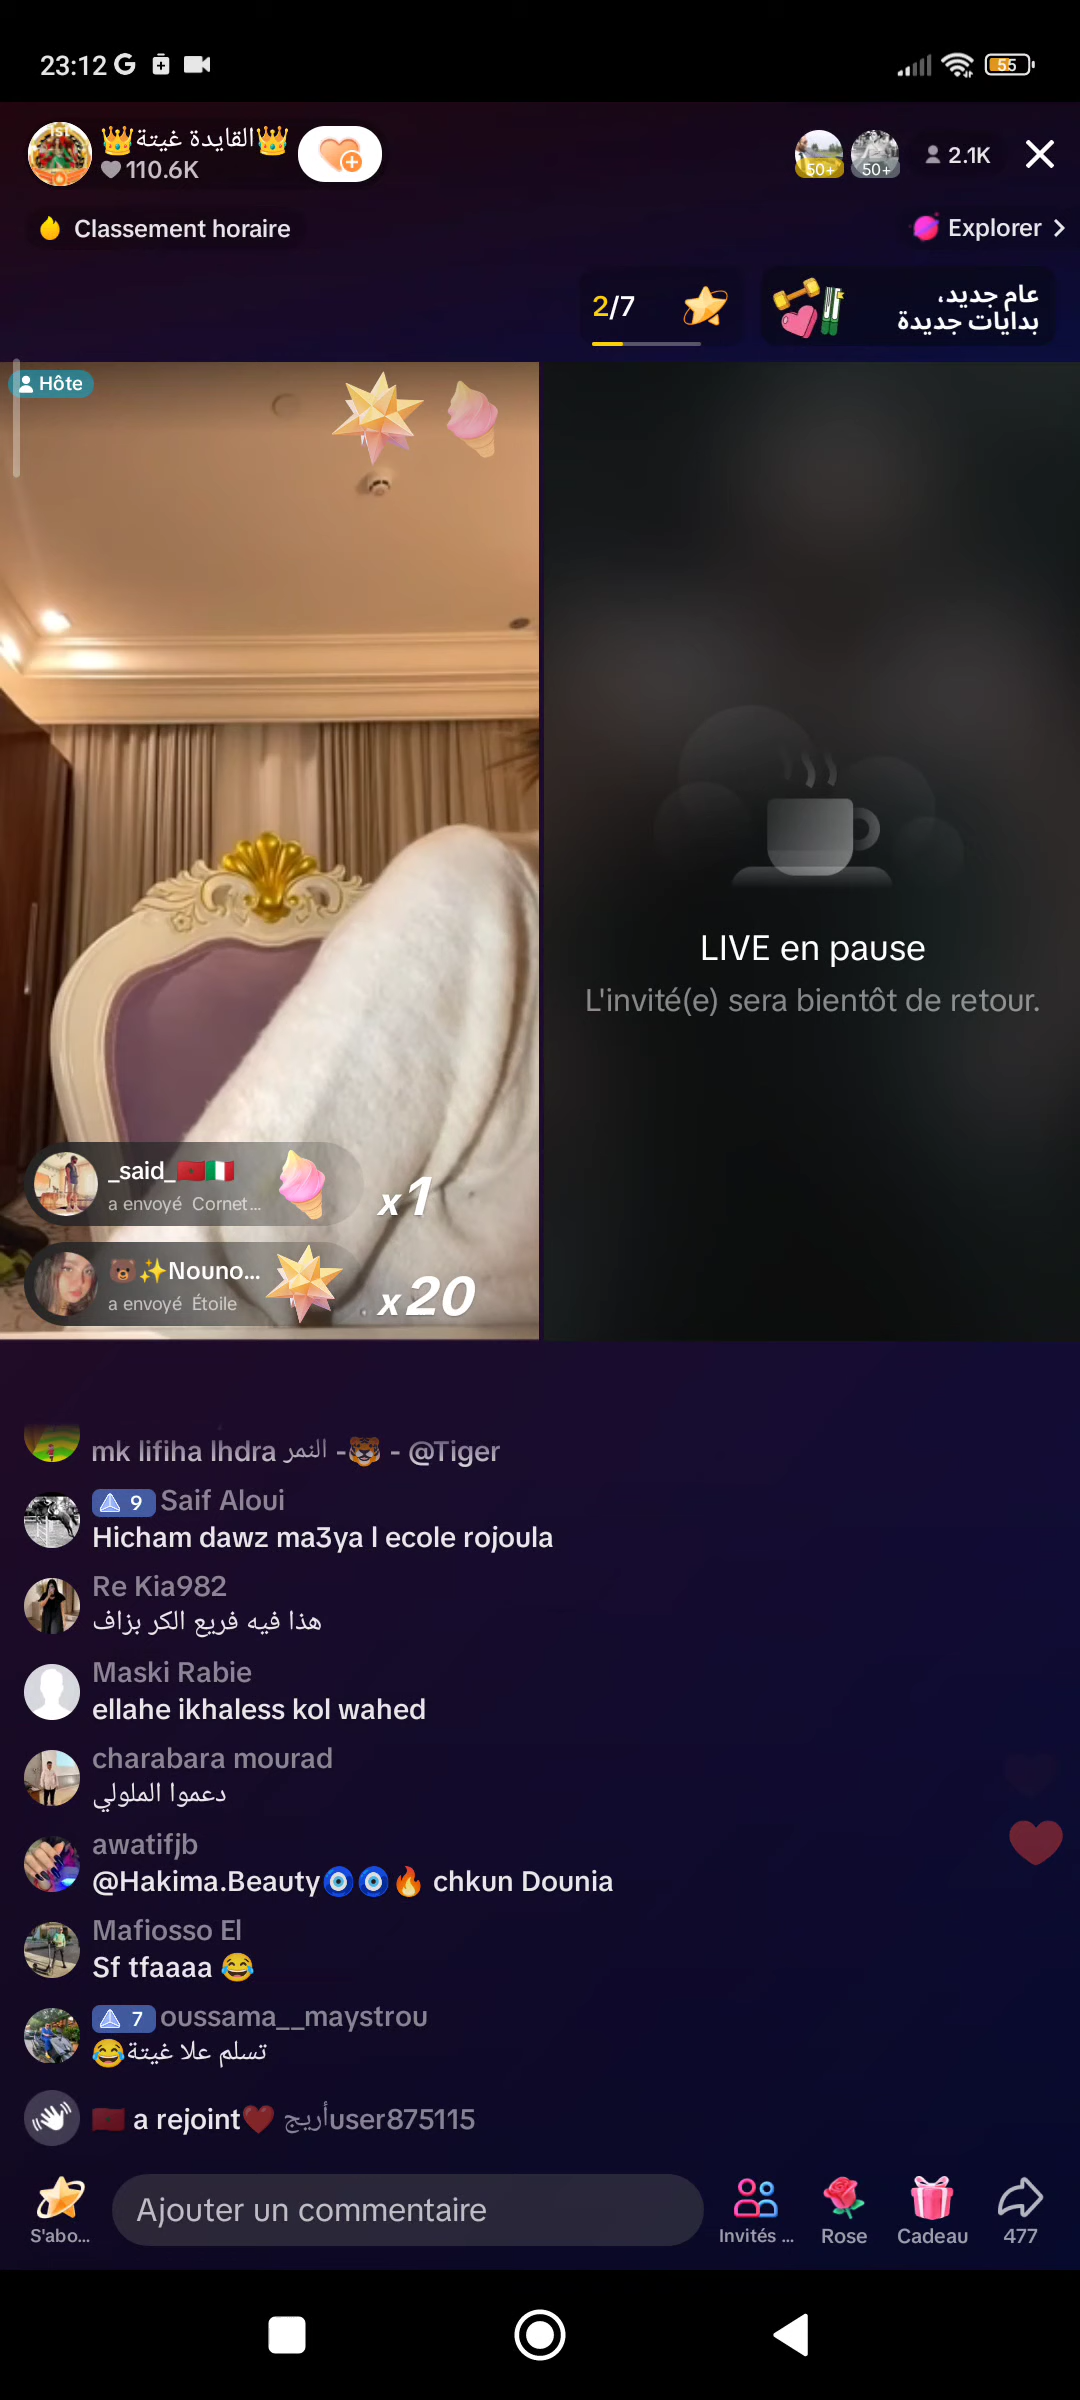 23:12
55
👑القايدة غيتة👑
110.6K
50+
50+
2.1K
Classement horaire
Explorer
2/7
عام جديد،
بدايات جديدة
Hôte
LIVE en pause
L'invité(e) sera bientôt de retour.
_said_🇲🇦🇮🇹
a envoyé Cornet...
x1
🐻✨Nouno...
a envoyé Étoile
x20
mk lifiha lhdra النمر -🐯 - @Tiger
9 Saif Aloui
Hicham dawz ma3ya l ecole rojoula
Re Kia982
هذا فيه فريع الكر بزاف
Maski Rabie
ellahe ikhaless kol wahed
charabara mourad
دعموا الملولي
awatifjb
@Hakima.Beauty🧿🧿🔥 chkun Dounia
Mafiosso El
Sf tfaaaa 😂
7 oussama__maystrou
تسلم علا غيتة😂
🇲🇦 a rejoint❤️ أريجuser875115
S'abo...
Ajouter un commentaire
Invités ...
Rose
Cadeau
477